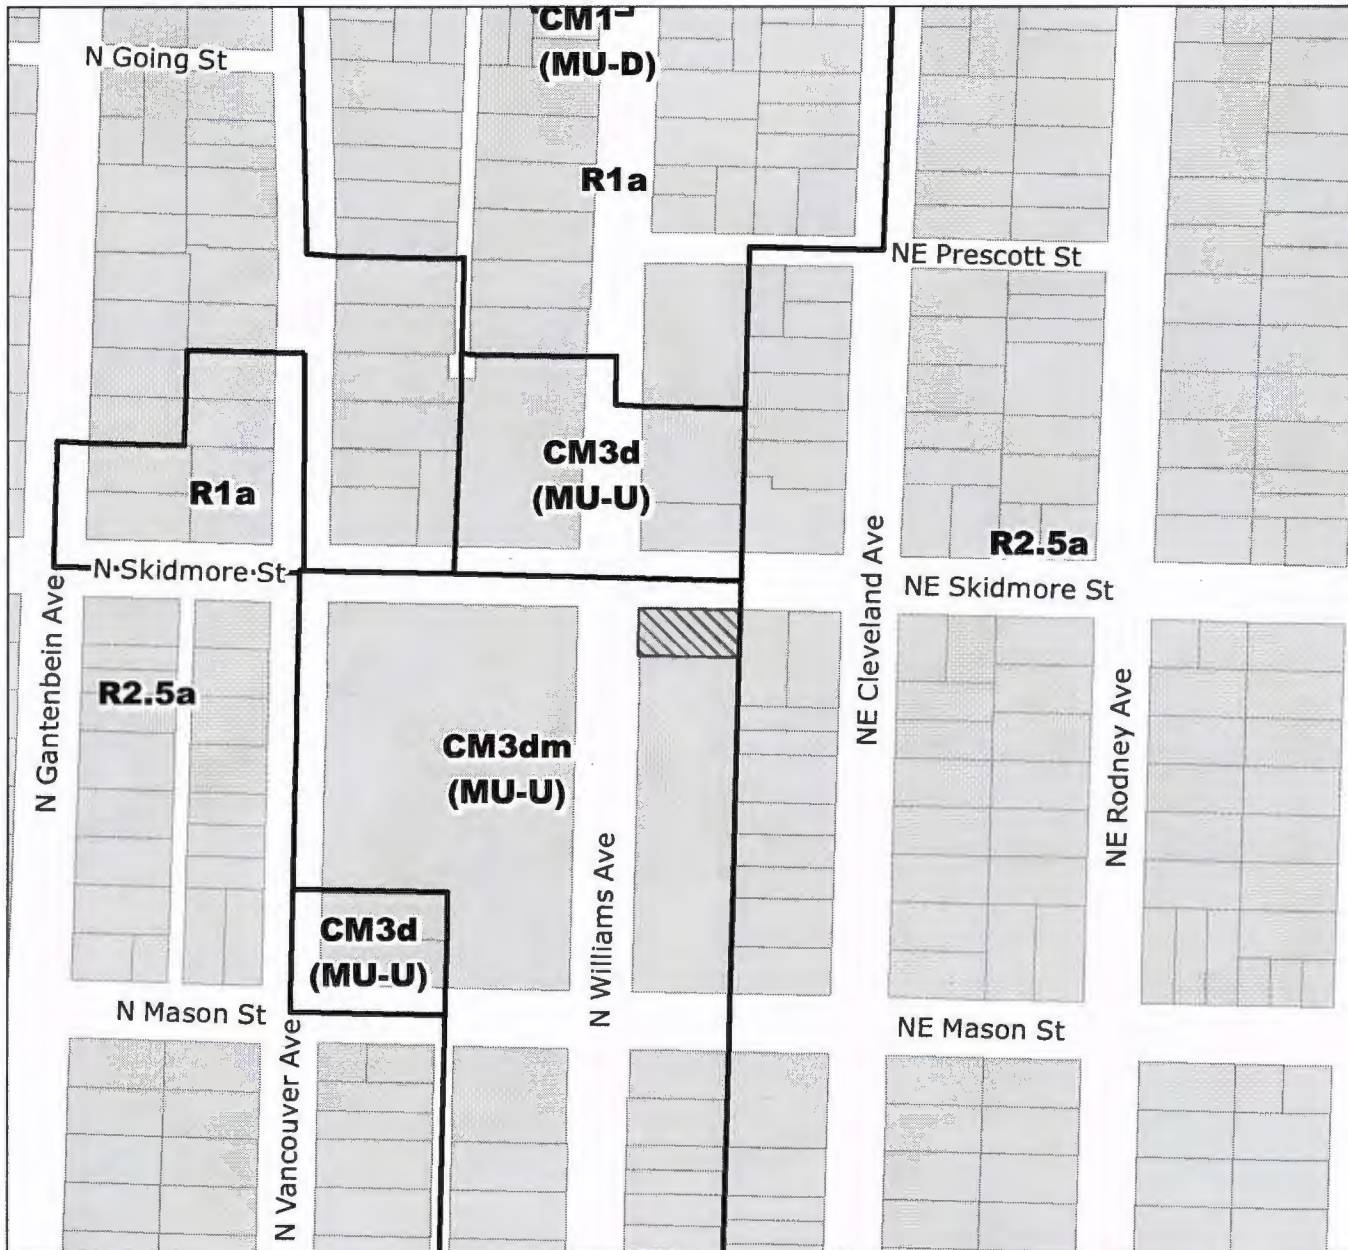 CM1
(MU-D)
N Going St
R1a
NE Prescott St
CM3d
(MU-U)
R1a
R2.5a
N Skidmore St
NE Skidmore St
N Gantenbein Ave
NE Cleveland Ave
R2.5a
CM3dm
(MU-U)
NE Rodney Ave
N Williams Ave
CM3d
(MU-U)
N Mason St
NE Mason St
N Vancouver Ave